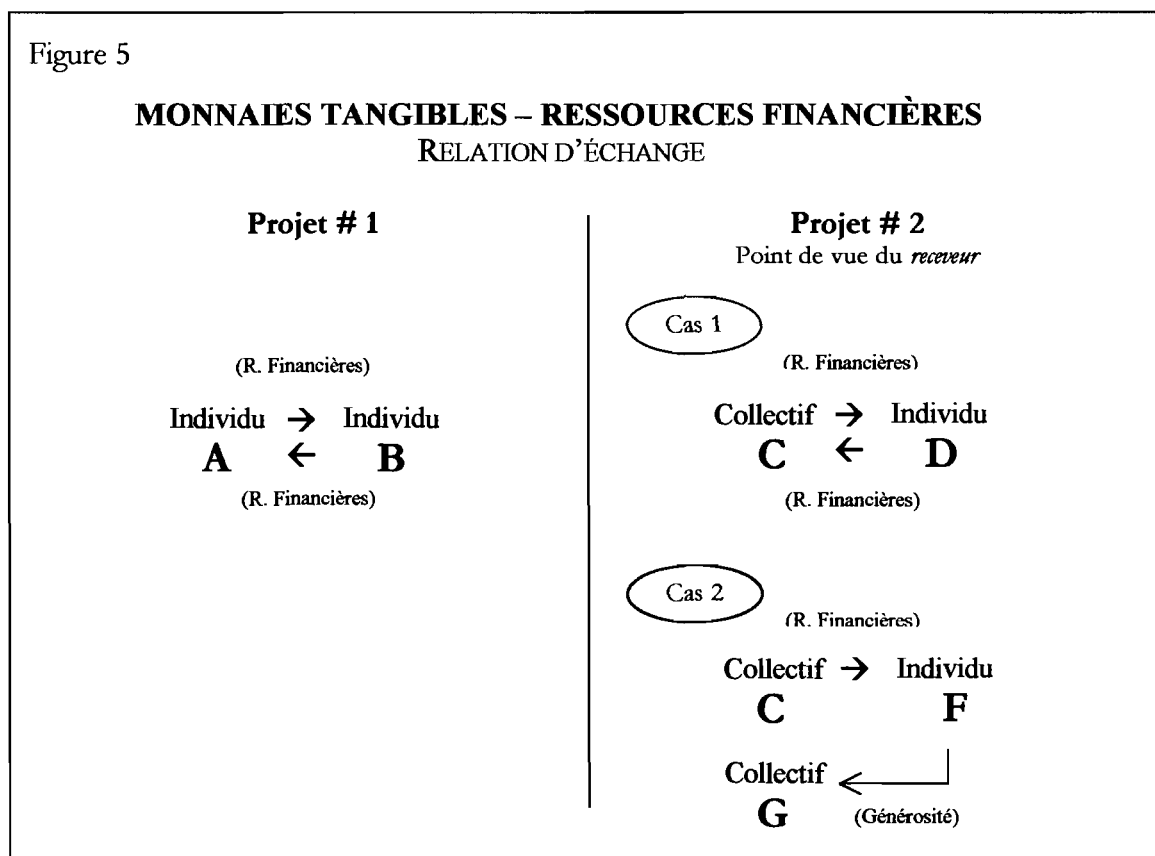 Figure 5
MONNAIES TANGIBLES – RESSOURCES FINANCIÈRES
RELATION D'ÉCHANGE
Projet # 1
(R. Financières)
Individu → Individu
A ← B
(R. Financières)
Projet # 2
Point de vue du receveur
Cas 1
(R. Financières)
Collectif → Individu
C ← D
(R. Financières)
Cas 2
(R. Financières)
Collectif → Individu
C F
Collectif
G (Générosité)